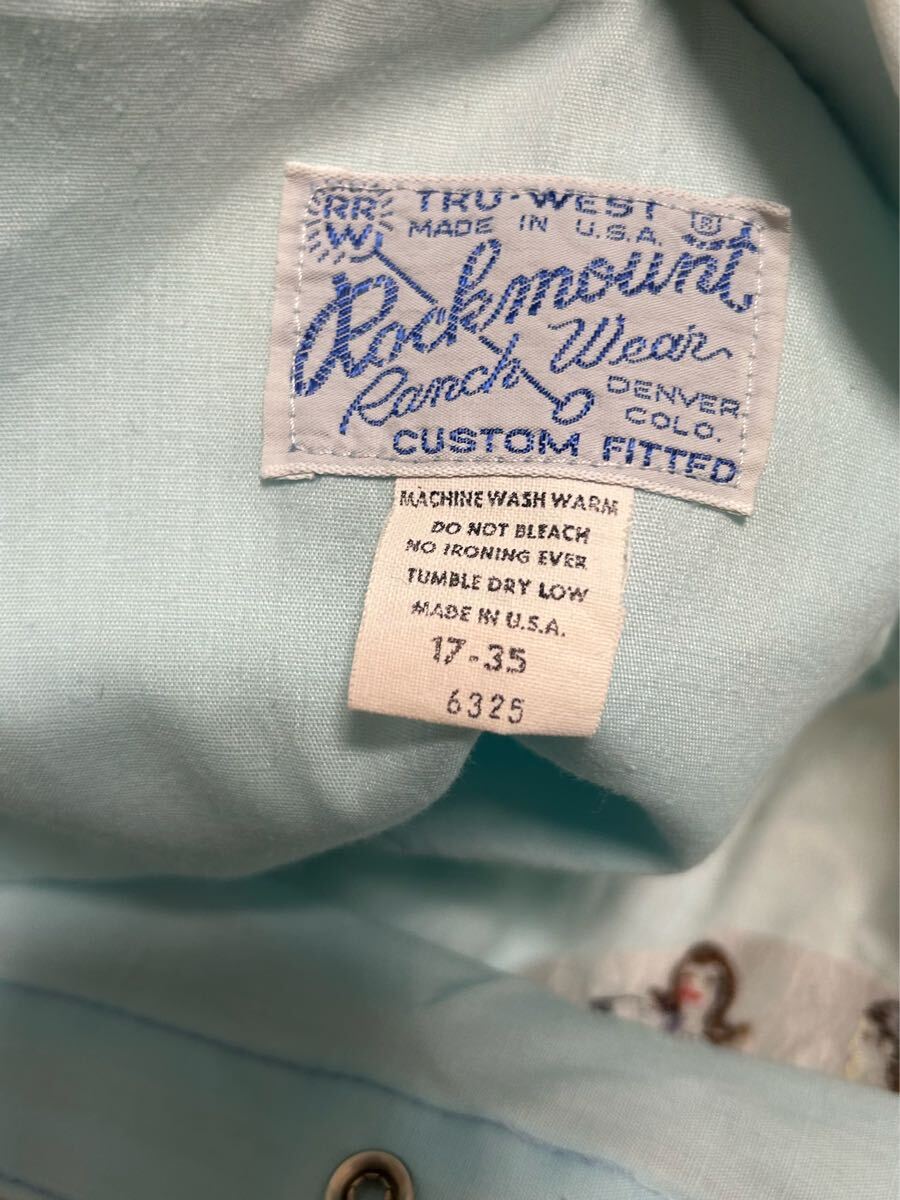 RR
W
TRU-WEST ®
MADE IN U.S.A.
Rockmount
Ranch Wear
DENVER
COLO.
CUSTOM FITTED
MACHINE WASH WARM
DO NOT BLEACH
NO IRONING EVER
TUMBLE DRY LOW
MADE IN U.S.A.
17-35
6325